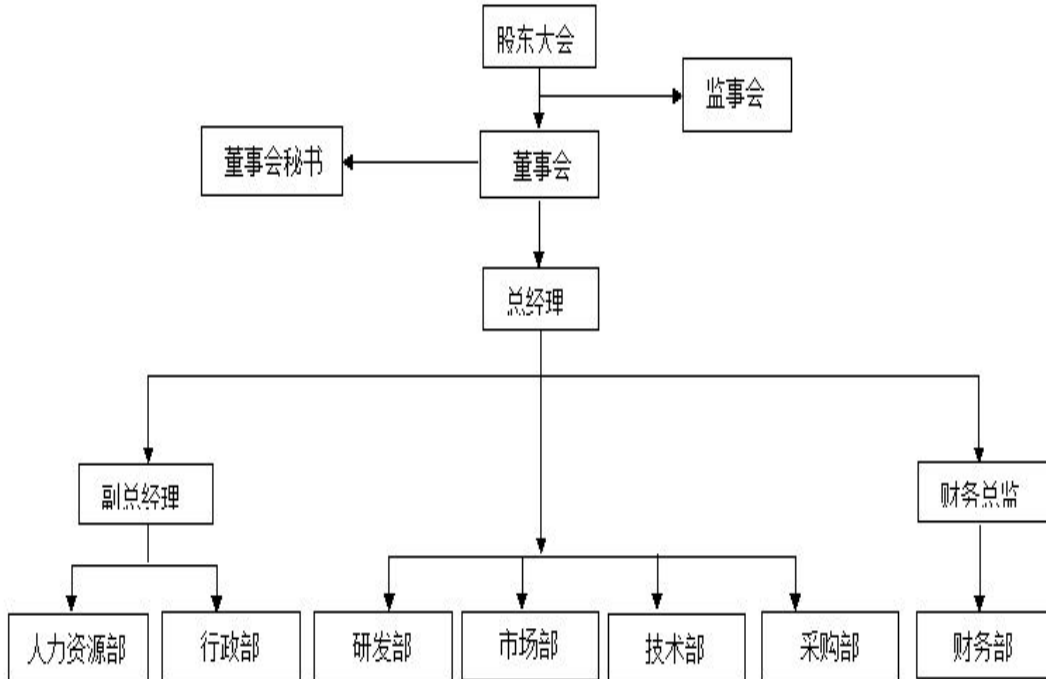 股东大会
监事会
董事会秘书
董事会
总经理
副总经理
财务总监
人力资源部
行政部
研发部
市场部
技术部
采购部
财务部